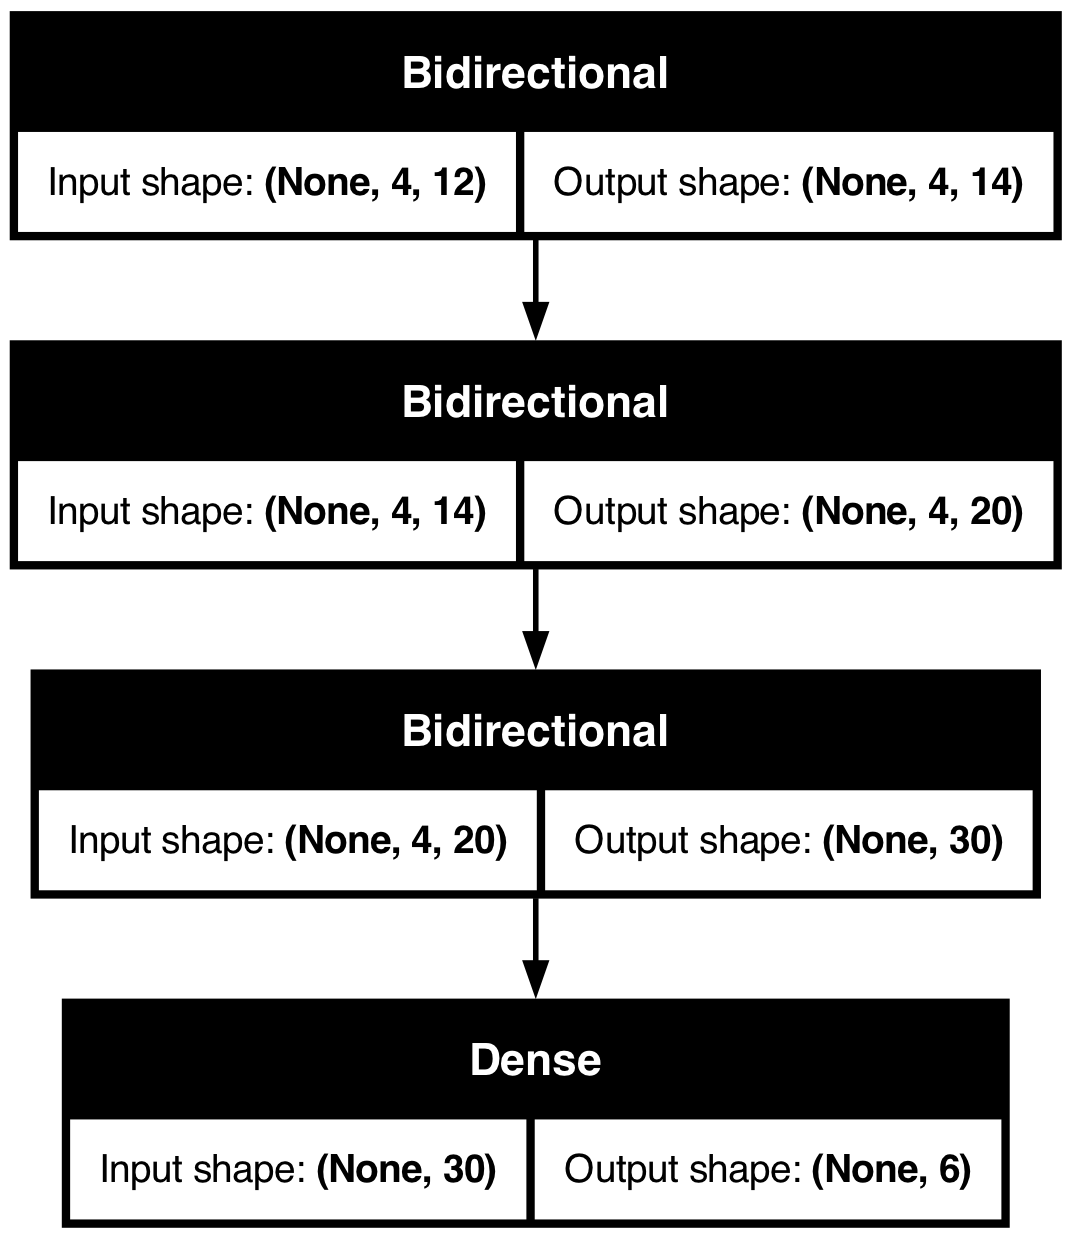 Bidirectional
Input shape: (None, 4, 12) Output shape: (None, 4, 14)
Bidirectional
Input shape: (None, 4, 14) Output shape: (None, 4, 20)
Bidirectional
Input shape: (None, 4, 20) Output shape: (None, 30)
Dense
Input shape: (None, 30) Output shape: (None, 6)